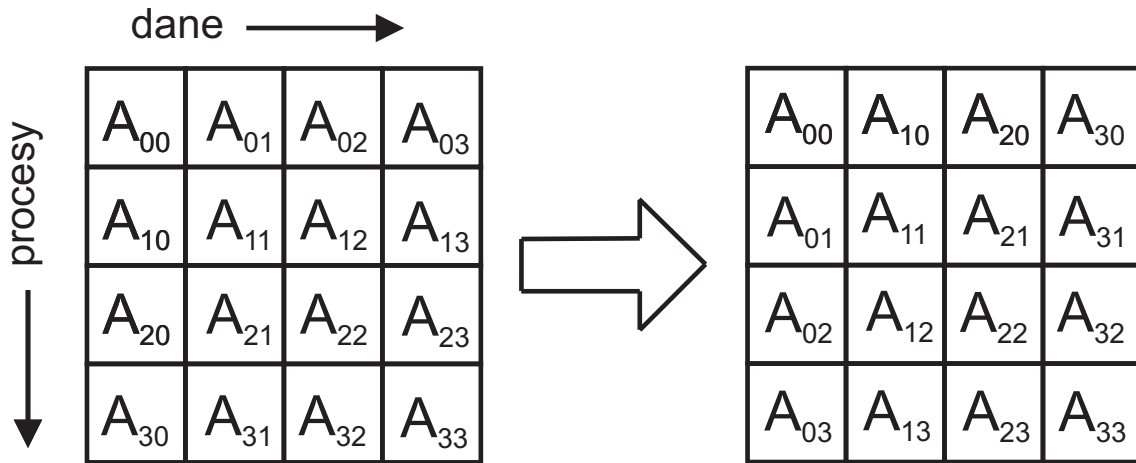 dane
procesy
A00 A01 A02 A03
A10 A11 A12 A13
A20 A21 A22 A23
A30 A31 A32 A33
A00 A10 A20 A30
A01 A11 A21 A31
A02 A12 A22 A32
A03 A13 A23 A33